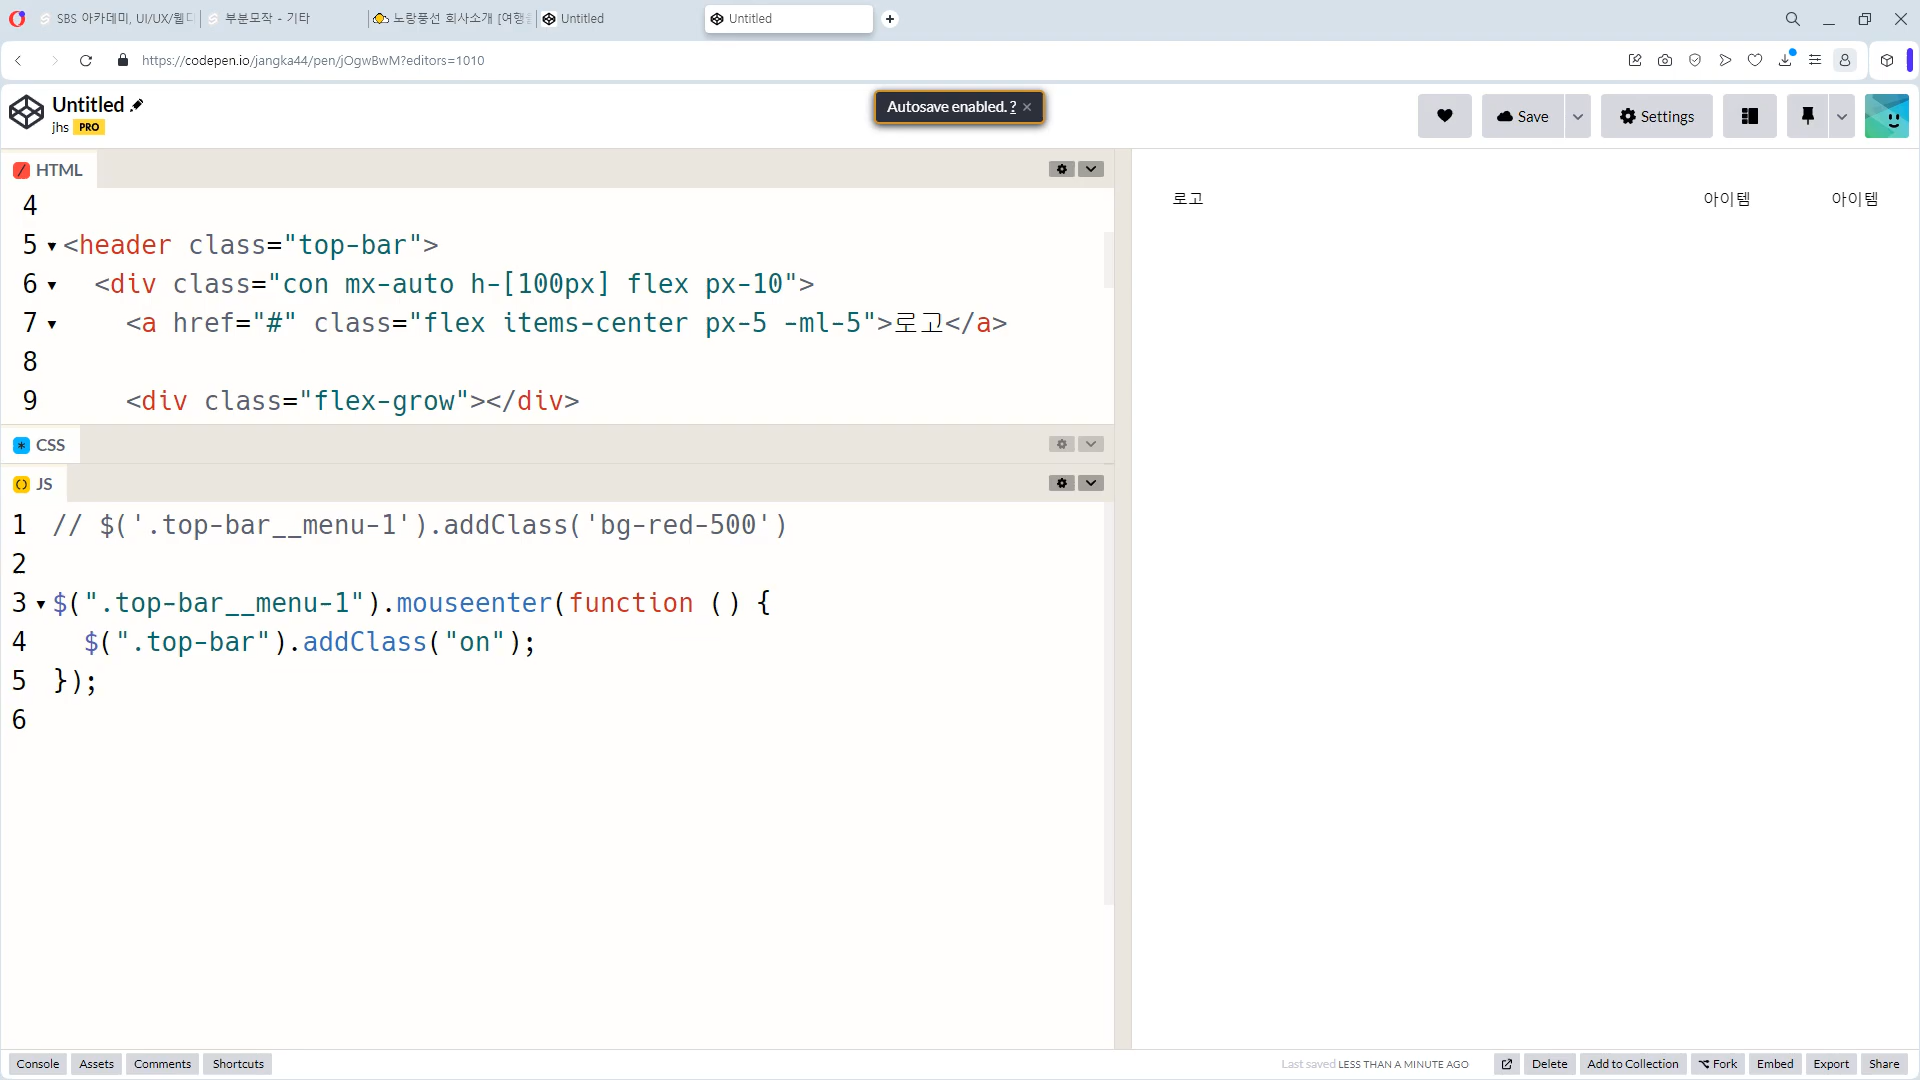 SBS 아카데미, UI/UX/웹디
부분모작 - 기타
노랑풍선 회사소개 [여행을
Untitled
Untitled
https://codepen.io/jangka44/pen/jOgwBwM?editors=1010
Untitled
jhs PRO
Autosave enabled. ? ×
Save
Settings
HTML
4
5 <header class="top-bar">
6 <div class="con mx-auto h-[100px] flex px-10">
7 <a href="#" class="flex items-center px-5 -ml-5">로고</a>
8
9 <div class="flex-grow"></div>
CSS
JS
1 // $('.top-bar__menu-1').addClass('bg-red-500')
2
3 $(".top-bar__menu-1").mouseenter(function () {
4 $(".top-bar").addClass("on");
5 });
6
로고 아이템 아이템
Console Assets Comments Shortcuts
Last saved LESS THAN A MINUTE AGO
Delete Add to Collection Fork Embed Export Share